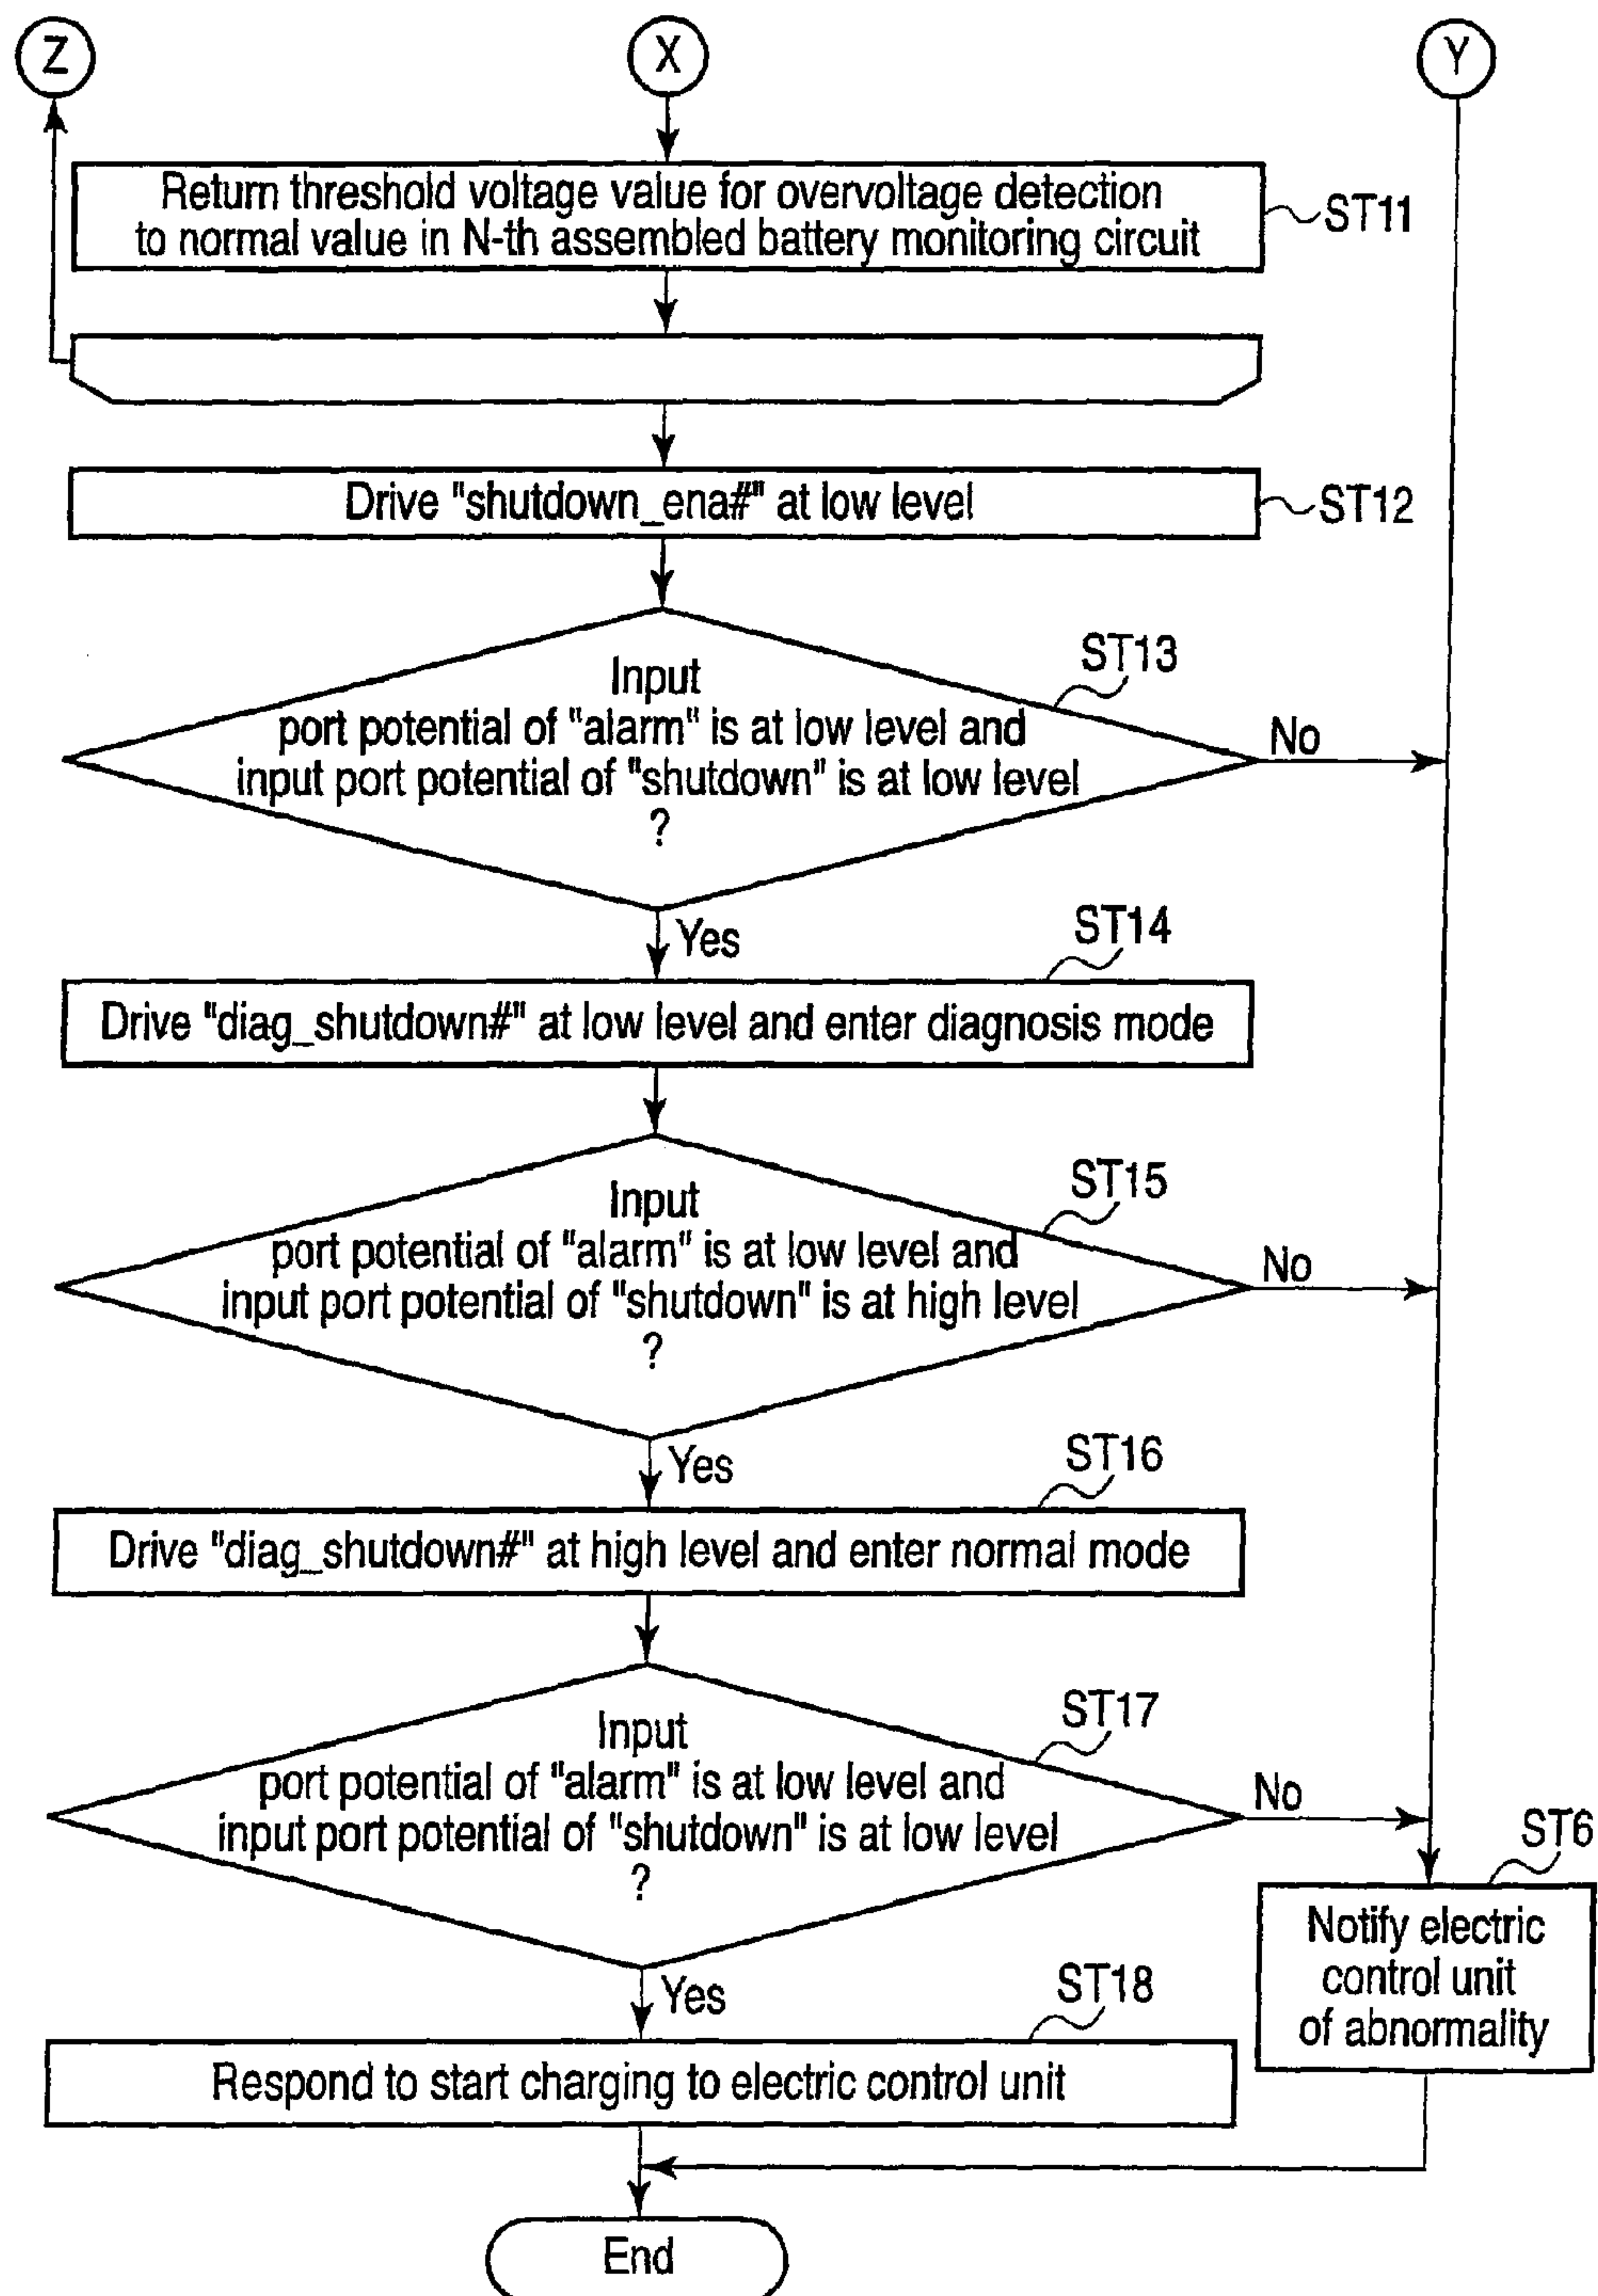 Z
X
Y
Return threshold voltage value for overvoltage detection
to normal value in N-th assembled battery monitoring circuit
ST11
Drive "shutdown_ena#" at low level
ST12
ST13
Input
port potential of "alarm" is at low level and
input port potential of "shutdown" is at low level
?
No
Yes
ST14
Drive "diag_shutdown#" at low level and enter diagnosis mode
ST15
Input
port potential of "alarm" is at low level and
input port potential of "shutdown" is at high level
?
No
Yes
ST16
Drive "diag_shutdown#" at high level and enter normal mode
ST17
Input
port potential of "alarm" is at low level and
input port potential of "shutdown" is at low level
?
No
ST6
Notify electric
control unit
of abnormality
Yes
ST18
Respond to start charging to electric control unit
End